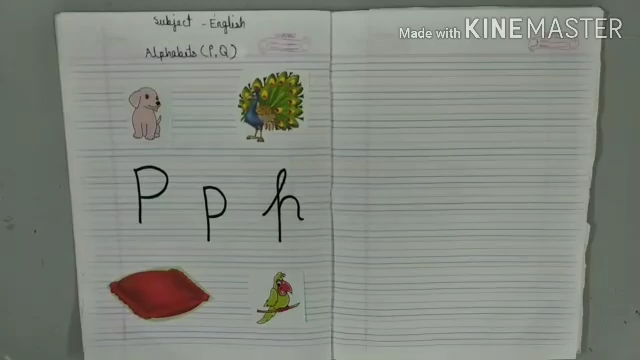 Subject - English
Made with KINEMASTER
Alphabets (P, Q)
P p p